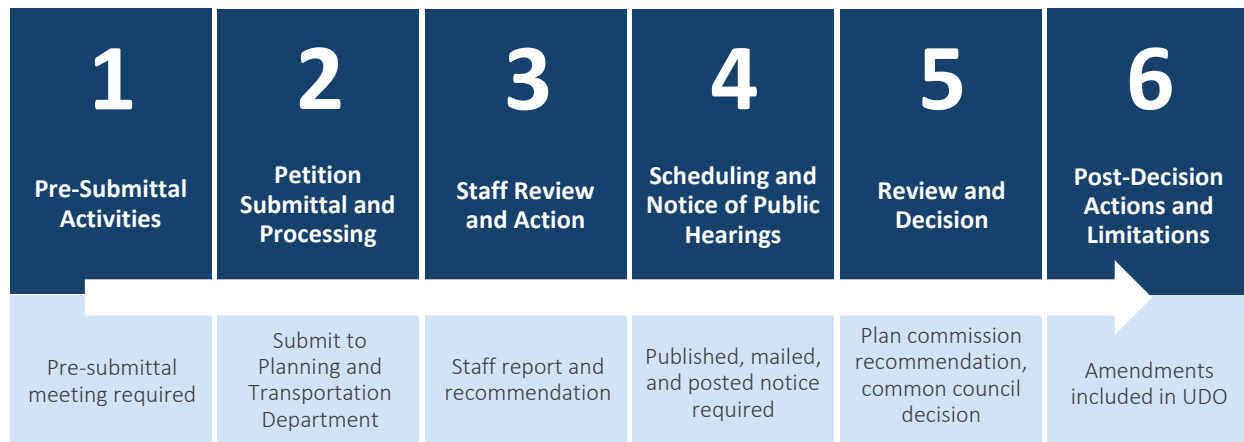 1
Pre-Submittal
Activities
Pre-submittal
meeting required
2
Petition
Submittal and
Processing
Submit to
Planning and
Transportation
Department
3
Staff Review
and Action
Staff report and
recommendation
4
Scheduling and
Notice of Public
Hearings
Published, mailed,
and posted notice
required
5
Review and
Decision
Plan commission
recommendation,
common council
decision
6
Post-Decision
Actions and
Limitations
Amendments
included in UDO